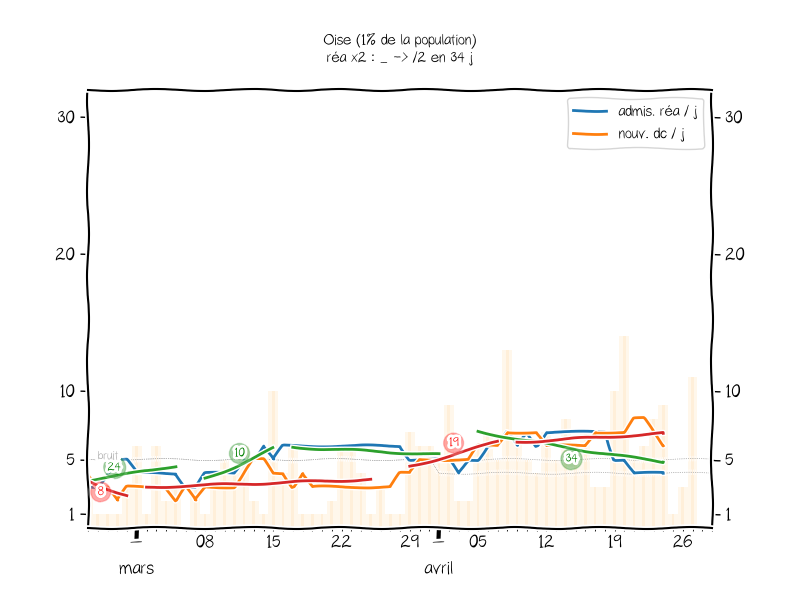 Oise (1% de la population)
réa x2 : _ -> /2 en 34 j
admis. réa / j
nouv. dc / j
30
30
20
20
10
10
5
5
1
1
bruit
24
8
10
19
34
_ 08 15 22 29 _ 05 12 19 26
mars avril